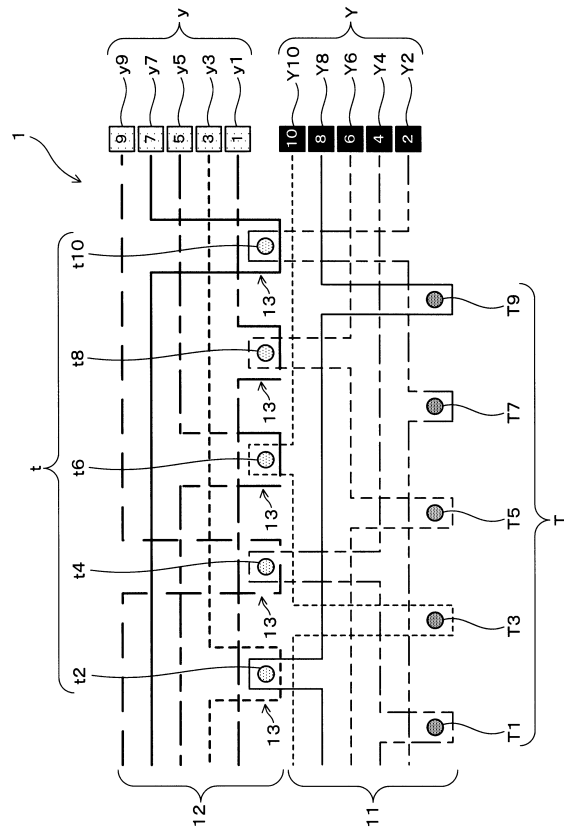 1
t
t2 t4 t6 t8 t10
y9 y7 y5 y3 y1
y
9 7 5 3 1
Y10 Y8 Y6 Y4 Y2
Y
10 8 6 4 2
12
11
13 13 13 13 13
T1 T3 T5 T7 T9
T